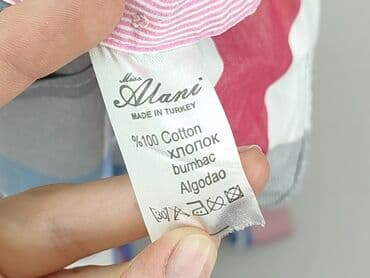 Miss
Alani
MADE IN TURKEY
%100 Cotton
ХЛОПОК
bumbac
Algodao
30